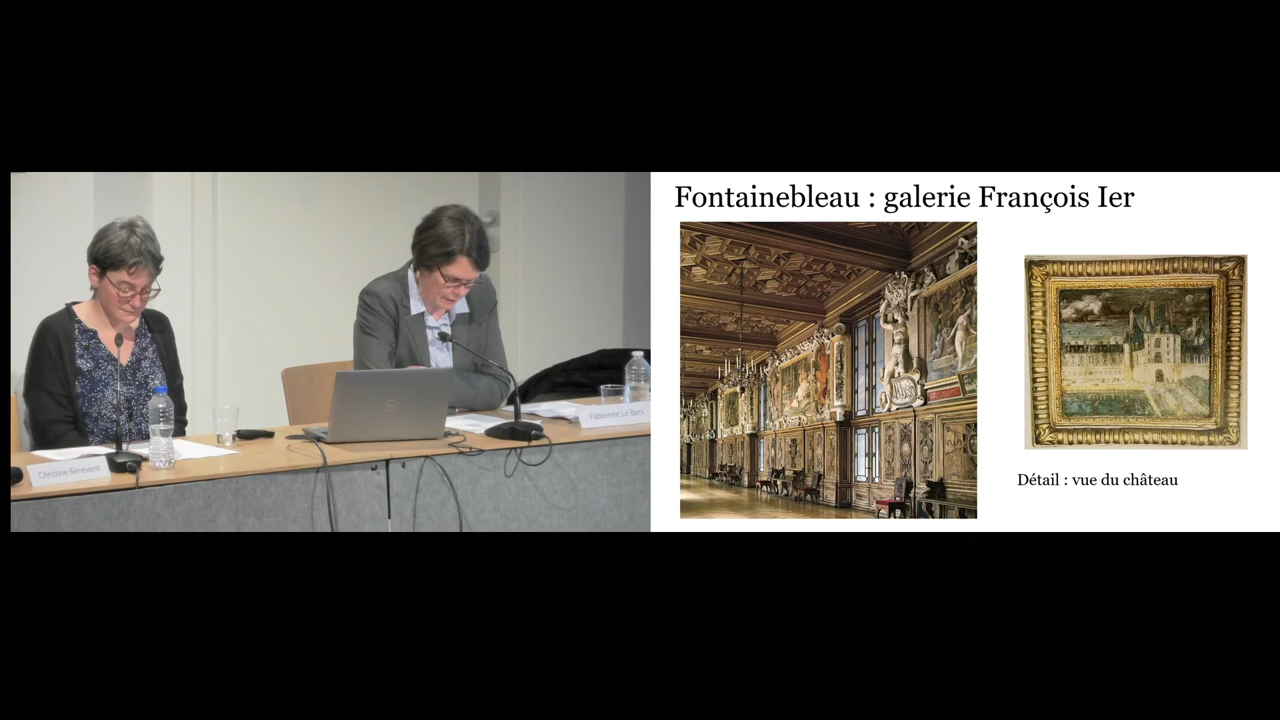 Fontainebleau : galerie François Ier
Détail : vue du château
Christine Bénévent
Fabienne Le Bars